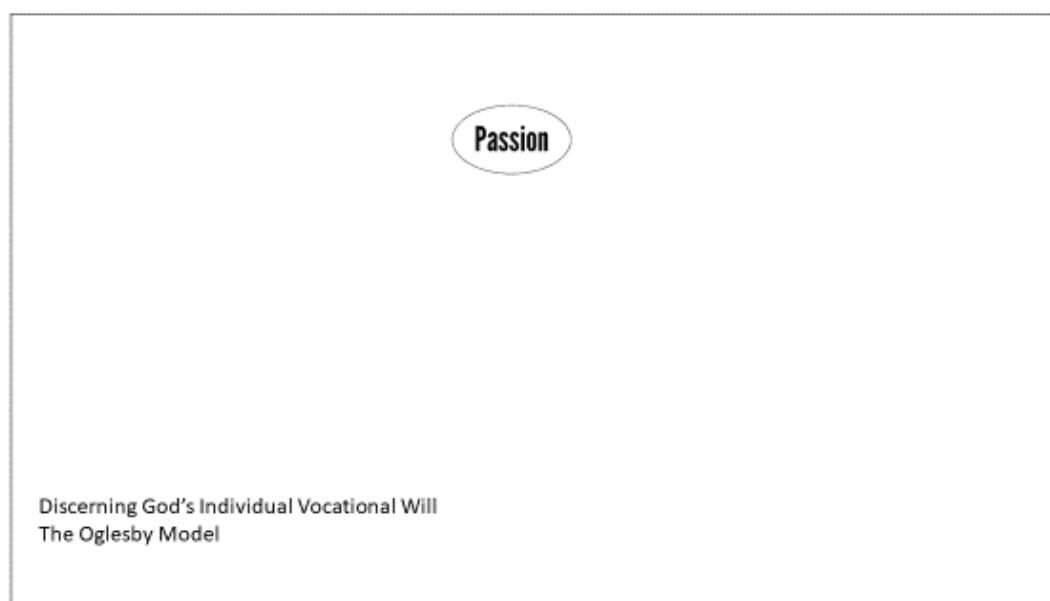 Passion
Discerning God’s Individual Vocational Will
The Oglesby Model